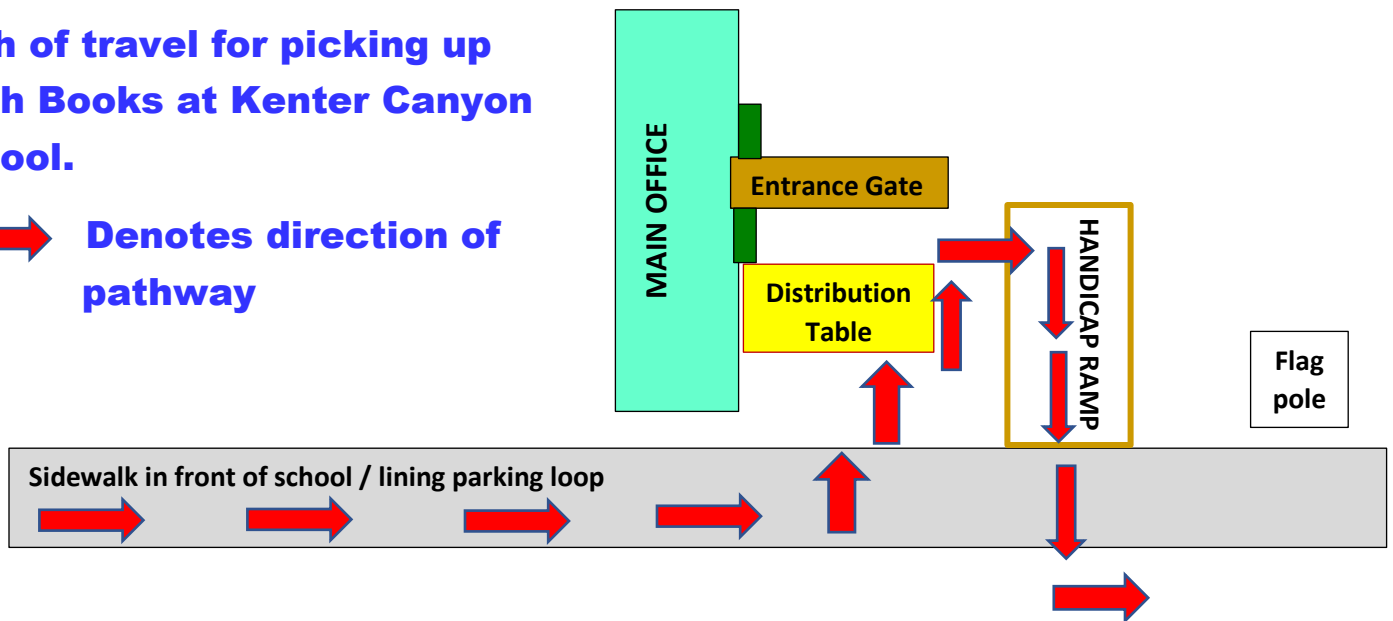 h of travel for picking up
h Books at Kenter Canyon
ool.
Denotes direction of
pathway
MAIN OFFICE
Entrance Gate
Distribution
Table
HANDICAP RAMP
Flag
pole
Sidewalk in front of school / lining parking loop